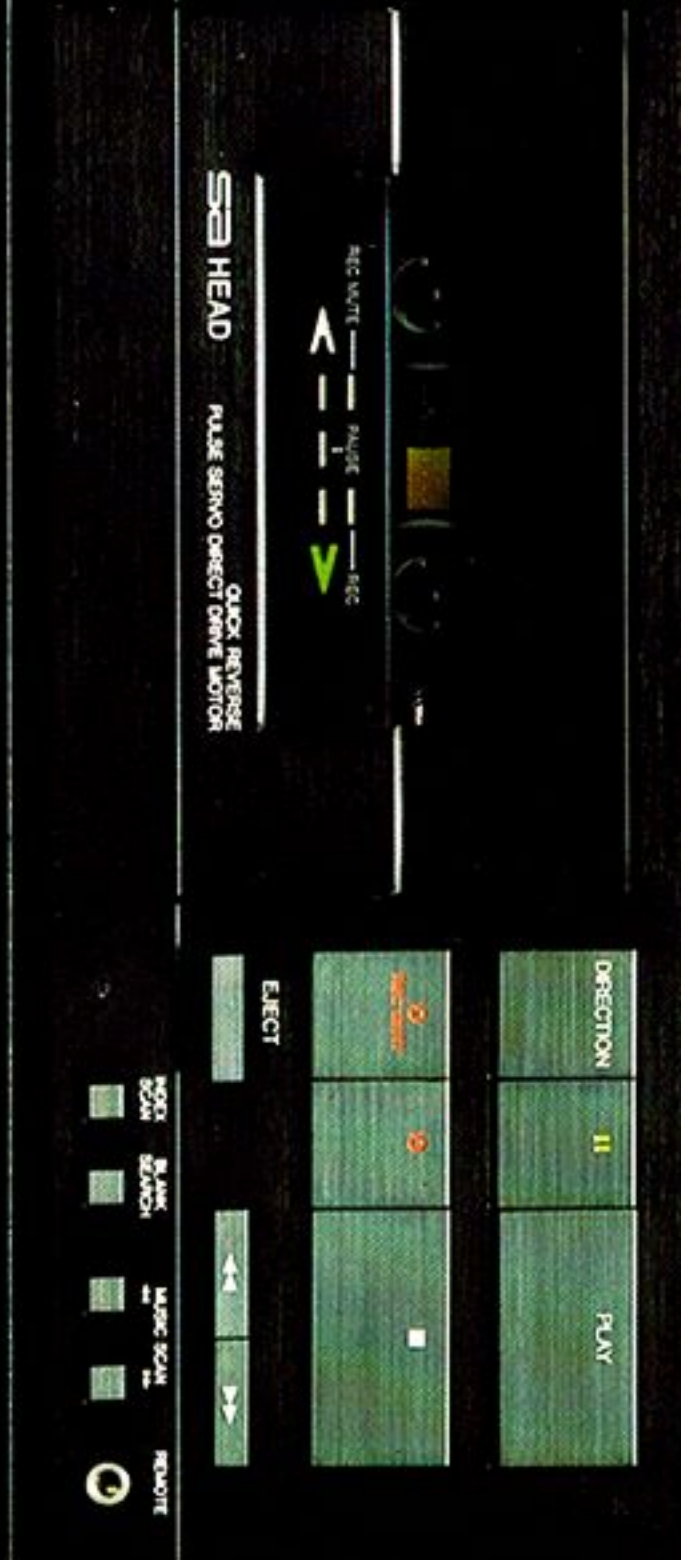 REC MUTE PAUSE REC
SA HEAD
QUICK REVERSE
PULSE SERVO DIRECT DRIVE MOTOR
DIRECTION
PLAY
REC MUTE
EJECT
INDEX
SCAN
BLANK
SEARCH
MUSIC SCAN
REMOTE